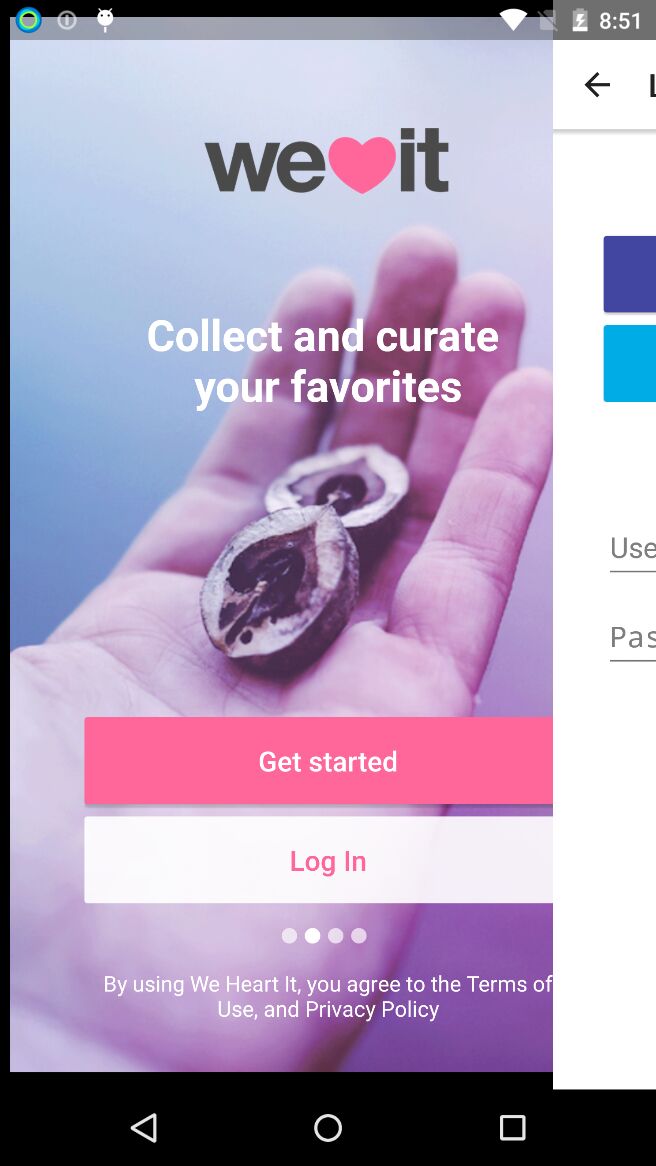 8:51
we it
Collect and curate
your favorites
Get started
Log In
By using We Heart It, you agree to the Terms of
Use, and Privacy Policy
L
Use
Pas